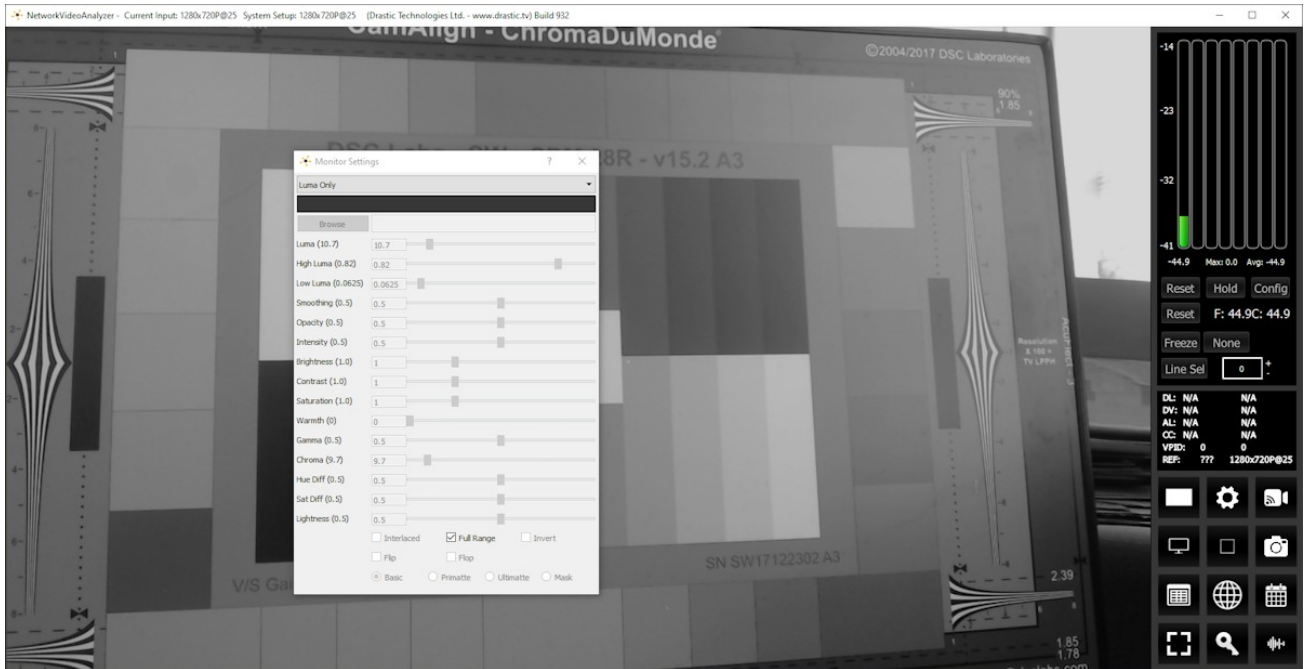 NetworkVideoAnalyzer - Current Input: 1280x720P@25 System Setup: 1280x720P@25 (Drastic Technologies Ltd. - www.drastic.tv) Build 932
CamAlign - ChromaDuMonde
©2004/2017 DSC Laboratories
90%
1.85
8R - v15.2 A3
Monitor Settings ? ×
Luma Only
Browse
Luma (10.7) 10.7
High Luma (0.82) 0.82
Low Luma (0.0625) 0.0625
Smoothing (0.5) 0.5
Opacity (0.5) 0.5
Intensity (0.5) 0.5
Brightness (1.0) 1
Contrast (1.0) 1
Saturation (1.0) 1
Warmth (0) 0
Gamma (0.5) 0.5
Chroma (9.7) 9.7
Hue Diff (0.5) 0.5
Sat Diff (0.5) 0.5
Lightness (0.5) 0.5
Interlaced Full Range Invert
Flip Flop
Basic Primatte Ultimatte Mask
Resolution
X 100 =
TV LPPH
V/S Ga
SN SW17122302 A3
2.39
1.85
1.78
-14
-23
-32
-41
-44.9 Max: 0.0 Avg: -44.9
Reset Hold Config
Reset F: 44.9C: 44.9
Freeze None
Line Sel 0 + -
DL: N/A N/A
DV: N/A N/A
AL: N/A N/A
CC: N/A N/A
VPID: 0 0
REF: ??? 1280x720P@25